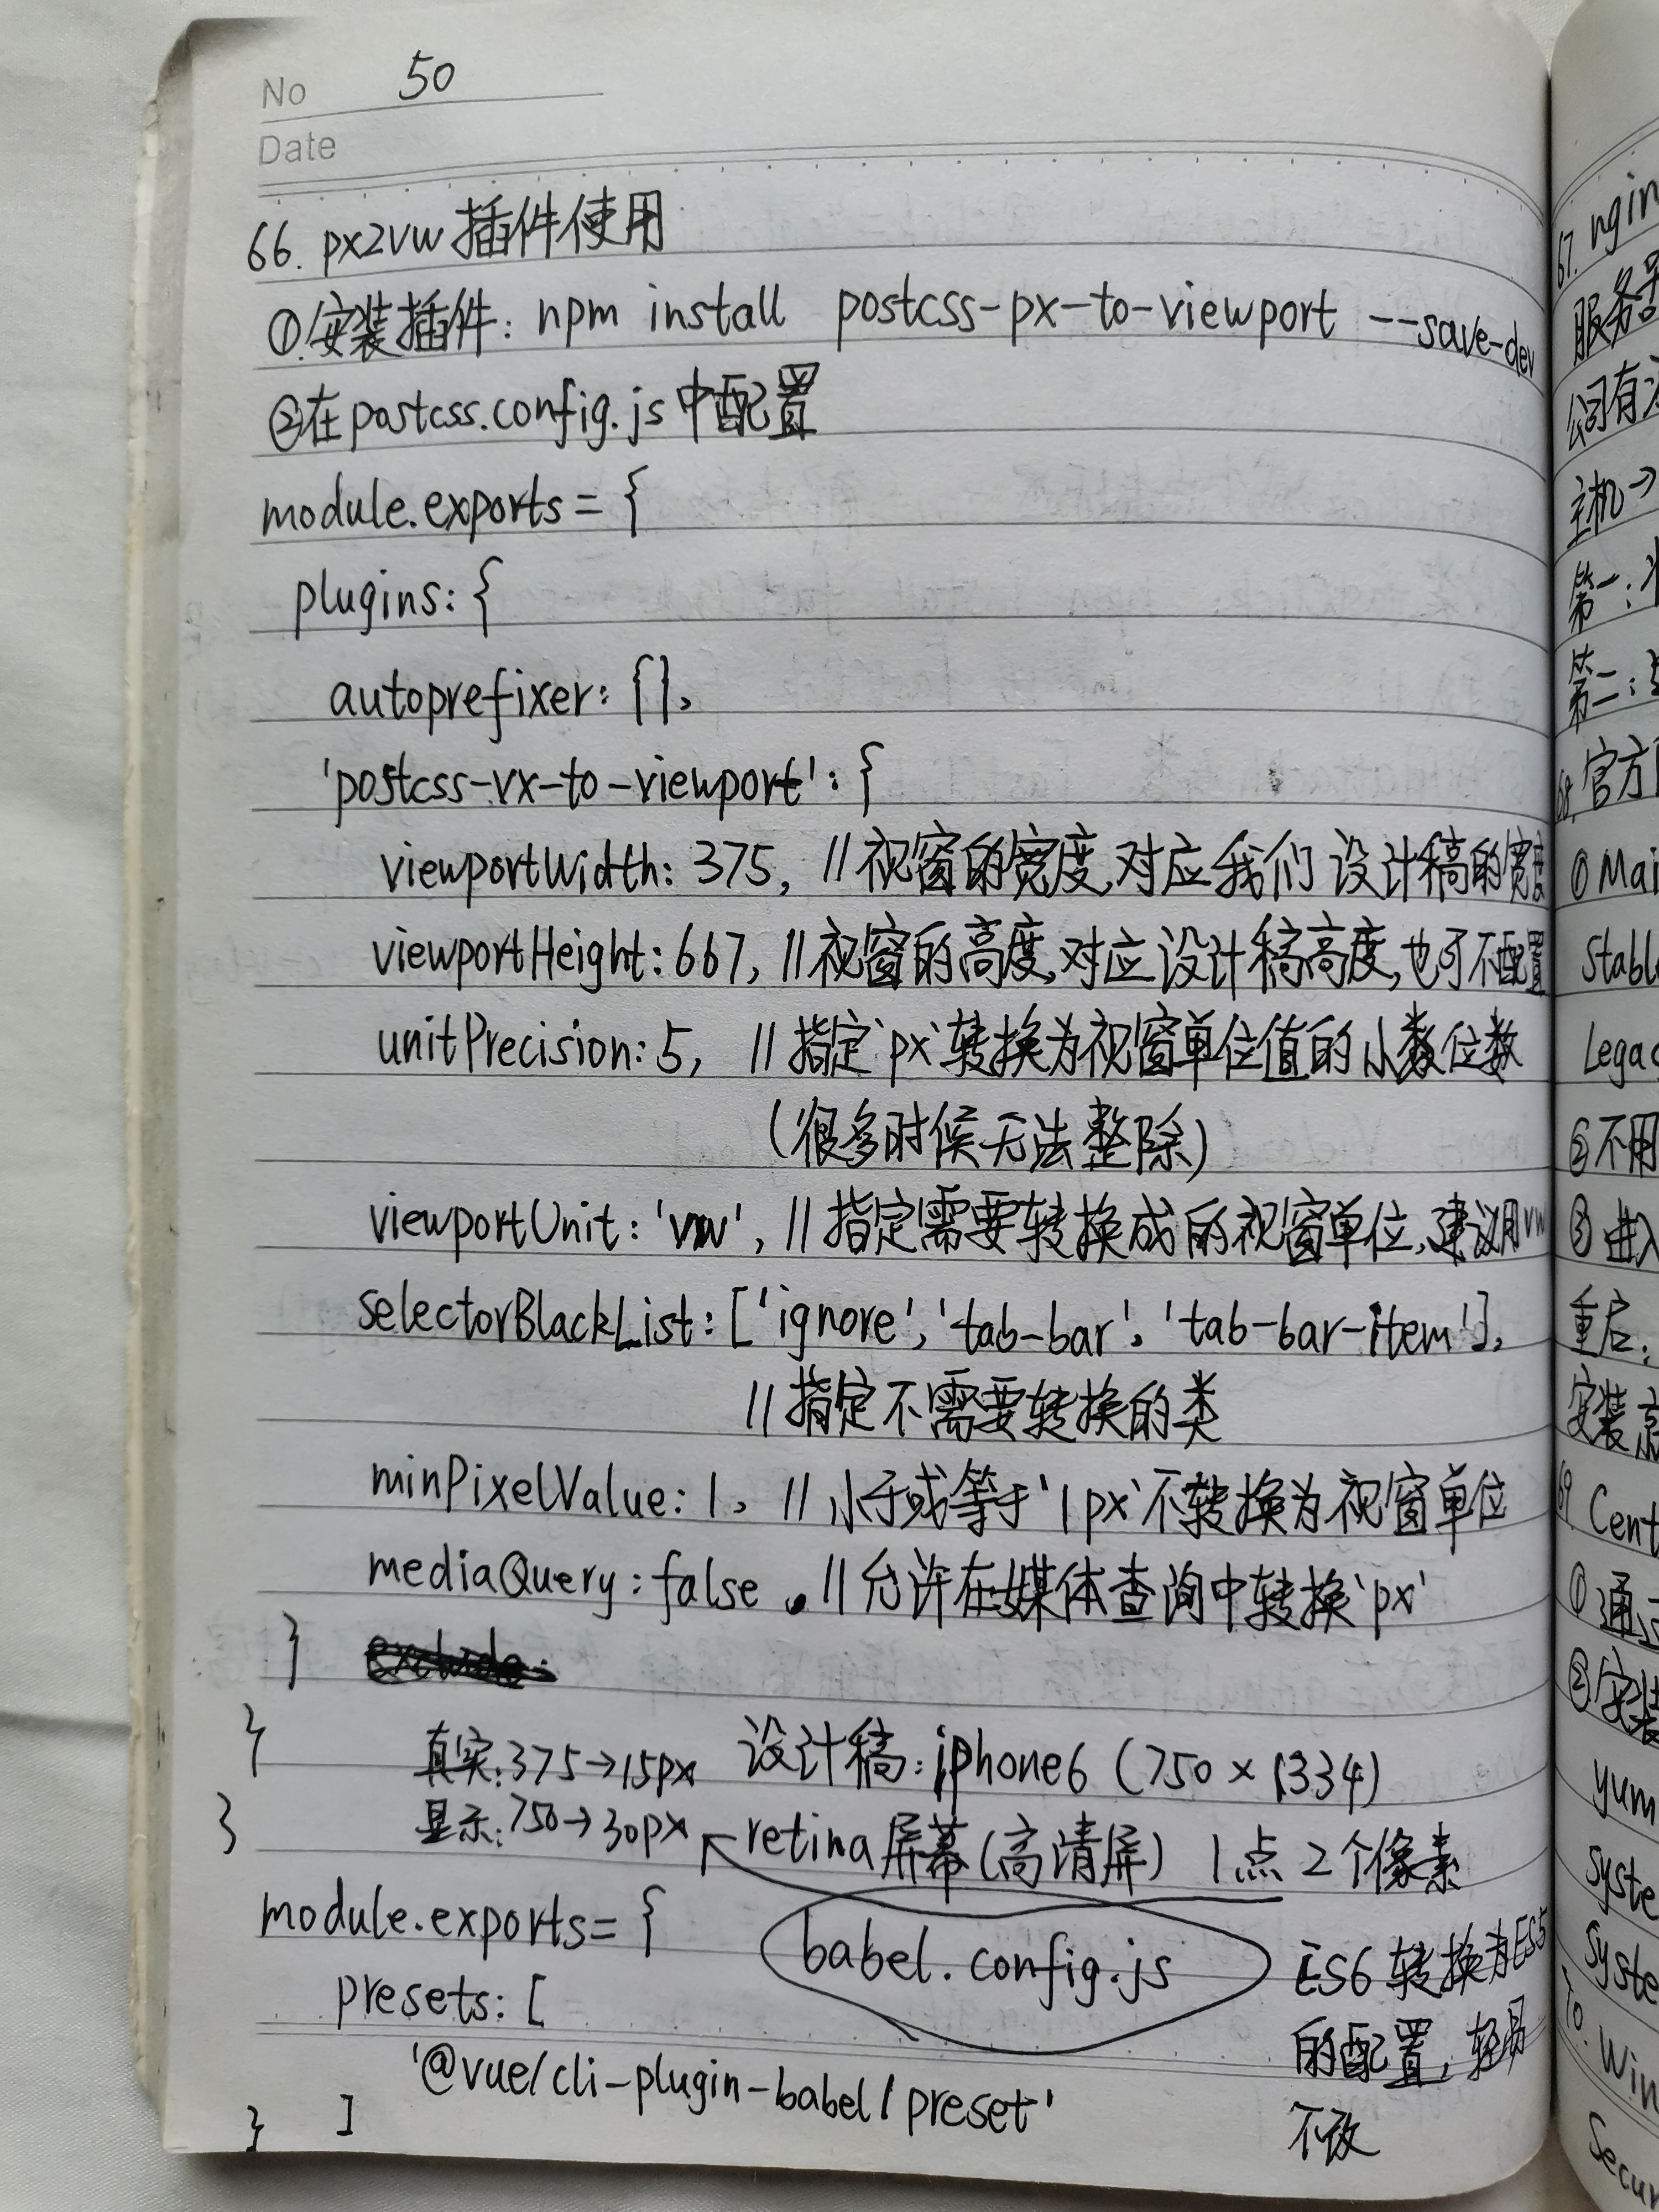 No 50
Date
66. px2vw插件使用
①安装插件: npm install postcss-px-to-viewport --save-dev
②在postcss.config.js中配置
module.exports = {
plugins: {
autoprefixer: {},
'postcss-vx-to-viewport': {
viewportWidth: 375, //视窗的宽度,对应我们设计稿的宽度
viewportHeight: 667, //视窗的高度,对应设计稿高度,也可不配置
unitPrecision: 5, //指定`px`转换为视窗单位值的小数位数
(很多时候无法整除)
viewportUnit: 'vw', //指定需要转换成的视窗单位,建议用vw
selectorBlackList: ['ignore', 'tab-bar', 'tab-bar-item'],
//指定不需要转换的类
minPixelValue: 1, //小于或等于`1px`不转换为视窗单位
mediaQuery: false, //允许在媒体查询中转换`px`
}
} 真实: 375→15px 设计稿: iphone6 (750×1334)
} 显示: 750→30px retina屏幕(高清屏) 1点 2个像素
module.exports= { babel.config.js ES6转换为ES5
presets: [ 的配置,轻易
'@vue/cli-plugin-babel/preset' 不改
} ]
67. ngin
服务器
公司有
主机→
第一:
第二:
官方
① Mai
Stabl
Legac
②不用
③进入
重启:
安装
69. Cent
①通过
②安装
yum
syste
syste
70. Win
Secur